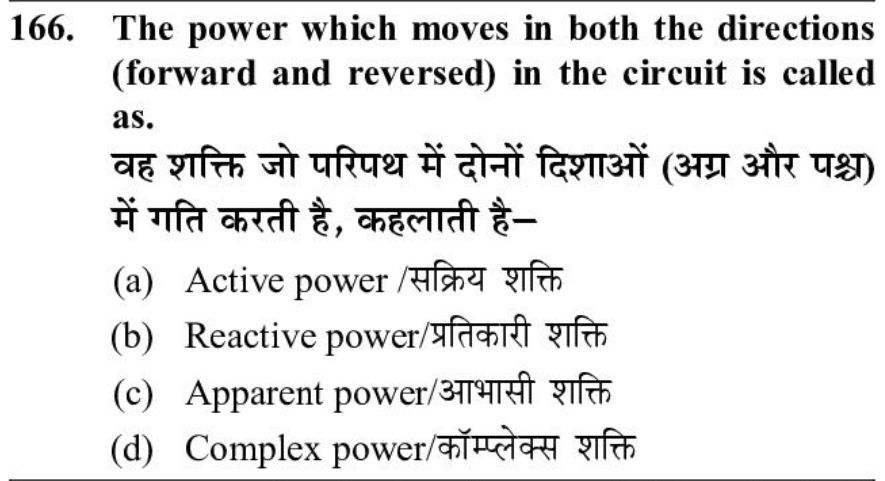 166. The power which moves in both the directions
(forward and reversed) in the circuit is called
as.
वह शक्ति जो परिपथ में दोनों दिशाओं (अग्र और पश्च)
में गति करती है, कहलाती है–
(a) Active power /सक्रिय शक्ति
(b) Reactive power/प्रतिकारी शक्ति
(c) Apparent power/आभासी शक्ति
(d) Complex power/कॉम्प्लेक्स शक्ति